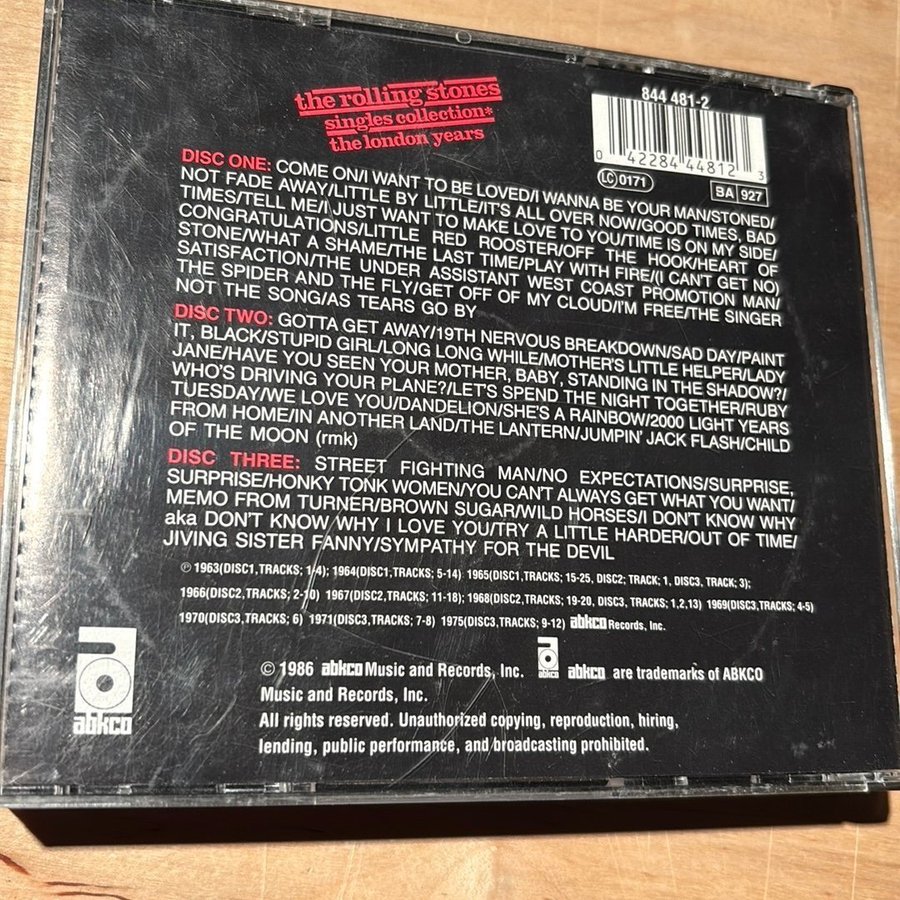 the rolling stones
singles collection*
the london years
844 481-2
0 42284 44812 3
LC 0171
BA 927
DISC ONE: COME ON/I WANT TO BE LOVED/I WANNA BE YOUR MAN/STONED/
NOT FADE AWAY/LITTLE BY LITTLE/IT'S ALL OVER NOW/GOOD TIMES, BAD
TIMES/TELL ME/I JUST WANT TO MAKE LOVE TO YOU/TIME IS ON MY SIDE/
CONGRATULATIONS/LITTLE RED ROOSTER/OFF THE HOOK/HEART OF
STONE/WHAT A SHAME/THE LAST TIME/PLAY WITH FIRE/(I CAN'T GET NO)
SATISFACTION/THE UNDER ASSISTANT WEST COAST PROMOTION MAN/
THE SPIDER AND THE FLY/GET OFF OF MY CLOUD/I'M FREE/THE SINGER
NOT THE SONG/AS TEARS GO BY
DISC TWO: GOTTA GET AWAY/19TH NERVOUS BREAKDOWN/SAD DAY/PAINT
IT, BLACK/STUPID GIRL/LONG LONG WHILE/MOTHER'S LITTLE HELPER/LADY
JANE/HAVE YOU SEEN YOUR MOTHER, BABY, STANDING IN THE SHADOW?/
WHO'S DRIVING YOUR PLANE?/LET'S SPEND THE NIGHT TOGETHER/RUBY
TUESDAY/WE LOVE YOU/DANDELION/SHE'S A RAINBOW/2000 LIGHT YEARS
FROM HOME/IN ANOTHER LAND/THE LANTERN/JUMPIN' JACK FLASH/CHILD
OF THE MOON (rmk)
DISC THREE: STREET FIGHTING MAN/NO EXPECTATIONS/SURPRISE,
SURPRISE/HONKY TONK WOMEN/YOU CAN'T ALWAYS GET WHAT YOU WANT/
MEMO FROM TURNER/BROWN SUGAR/WILD HORSES/I DON'T KNOW WHY
aka DON'T KNOW WHY I LOVE YOU/TRY A LITTLE HARDER/OUT OF TIME/
JIVING SISTER FANNY/SYMPATHY FOR THE DEVIL
℗ 1963(DISC1,TRACKS; 1-4); 1964(DISC1,TRACKS; 5-14) 1965(DISC1,TRACKS; 15-25, DISC2; TRACK; 1, DISC3, TRACK; 3);
1966(DISC2,TRACKS; 2-10) 1967(DISC2,TRACKS; 11-18); 1968(DISC2,TRACKS; 19-20, DISC3, TRACKS; 1,2,13) 1969(DISC3,TRACKS; 4-5)
1970(DISC3,TRACKS; 6) 1971(DISC3,TRACKS; 7-8) 1975(DISC3,TRACKS; 9-12) abkco Records, Inc.
abkco
© 1986 abkco Music and Records, Inc. abkco abkco are trademarks of ABKCO
Music and Records, Inc.
All rights reserved. Unauthorized copying, reproduction, hiring,
lending, public performance, and broadcasting prohibited.